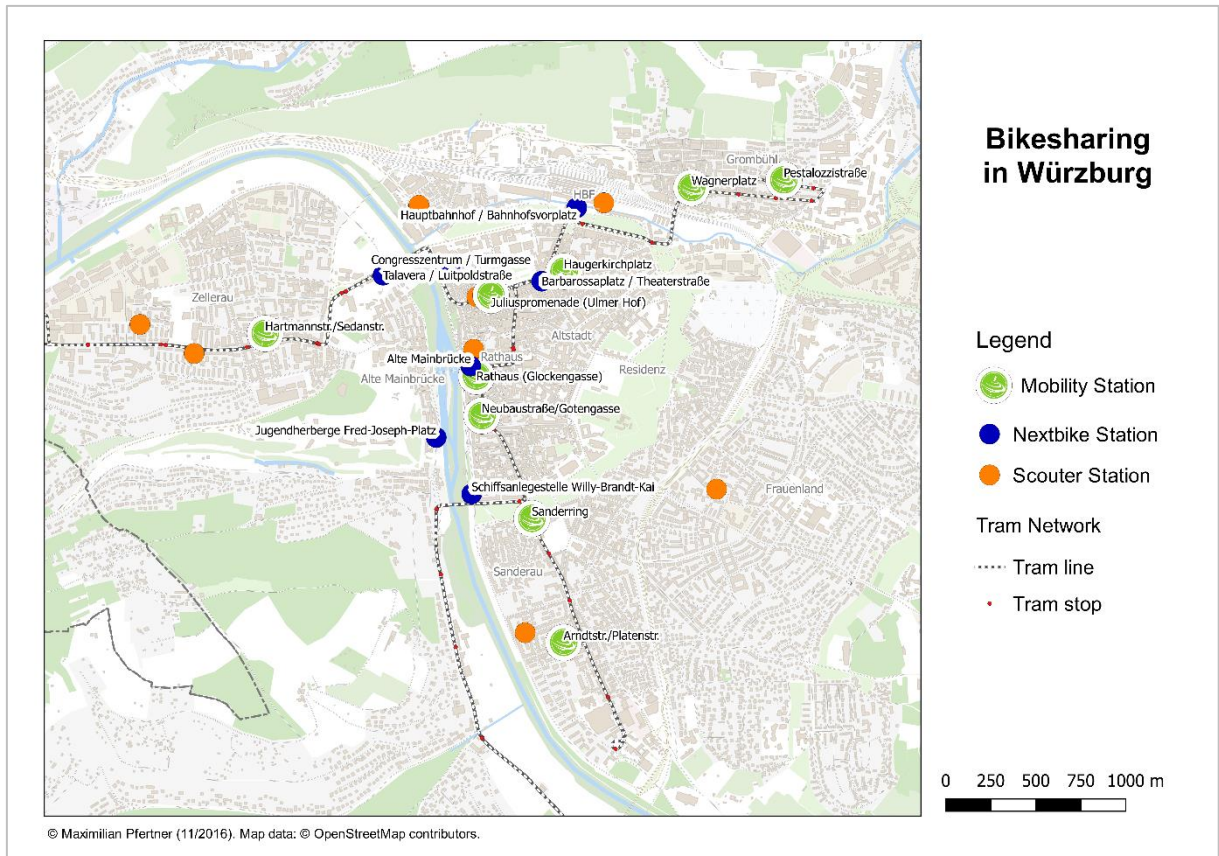 Bikesharing
in Würzburg
Grombühl
Pestalozzistraße
Wagnerplatz
HBF
Hauptbahnhof / Bahnhofsvorplatz
Congresszentrum / Turmgasse
Haugerkirchplatz
Talavera / Luitpoldstraße
Barbarossaplatz / Theaterstraße
Zellerau
Juliuspromenade (Ulmer Hof)
Hartmannstr./Sedanstr.
Altstadt
Alte Mainbrücke
Rathaus
Residenz
Alte Mainbrücke
Rathaus (Glockengasse)
Neubaustraße/Gotengasse
Jugendherberge Fred-Joseph-Platz
Schiffsanlegestelle Willy-Brandt-Kai
Frauenland
Sanderring
Sanderau
Arndtstr./Platenstr.
Legend
Mobility Station
Nextbike Station
Scouter Station
Tram Network
Tram line
Tram stop
0 250 500 750 1000 m
© Maximilian Pfertner (11/2016). Map data: © OpenStreetMap contributors.